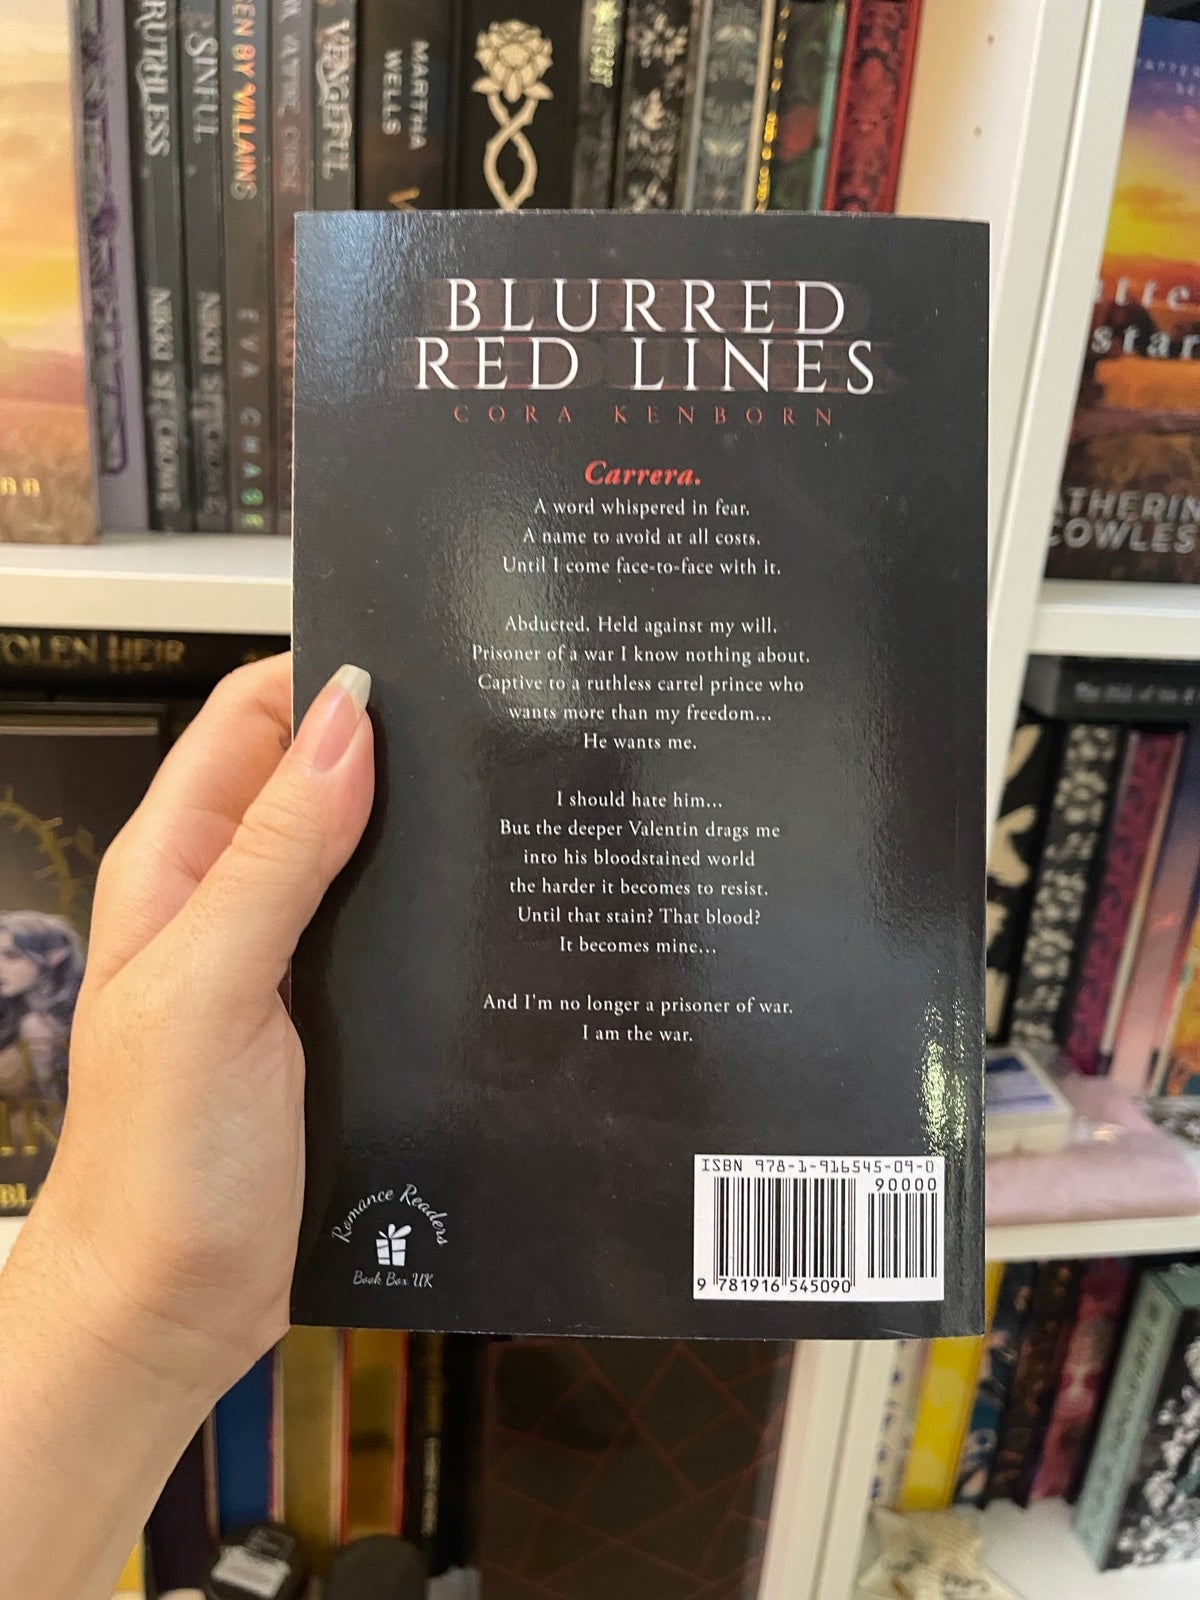 RUTHLESS
NIKKI ST. CROWE
SINFUL
NIKKI ST. CROWE
EVA CHASE
VENGEFUL
MARTHA WELLS
STOLEN HEIR
BLURRED
RED LINES
CORA KENBORN
Carrera.
A word whispered in fear.
A name to avoid at all costs.
Until I come face-to-face with it.
Abducted. Held against my will.
Prisoner of a war I know nothing about.
Captive to a ruthless cartel prince who
wants more than my freedom...
He wants me.
I should hate him...
But the deeper Valentin drags me
into his bloodstained world
the harder it becomes to resist.
Until that stain? That blood?
It becomes mine...
And I'm no longer a prisoner of war.
I am the war.
Romance Readers
Book Box UK
ISBN 978-1-916545-09-0
90000
9 781916 545090
COWLES